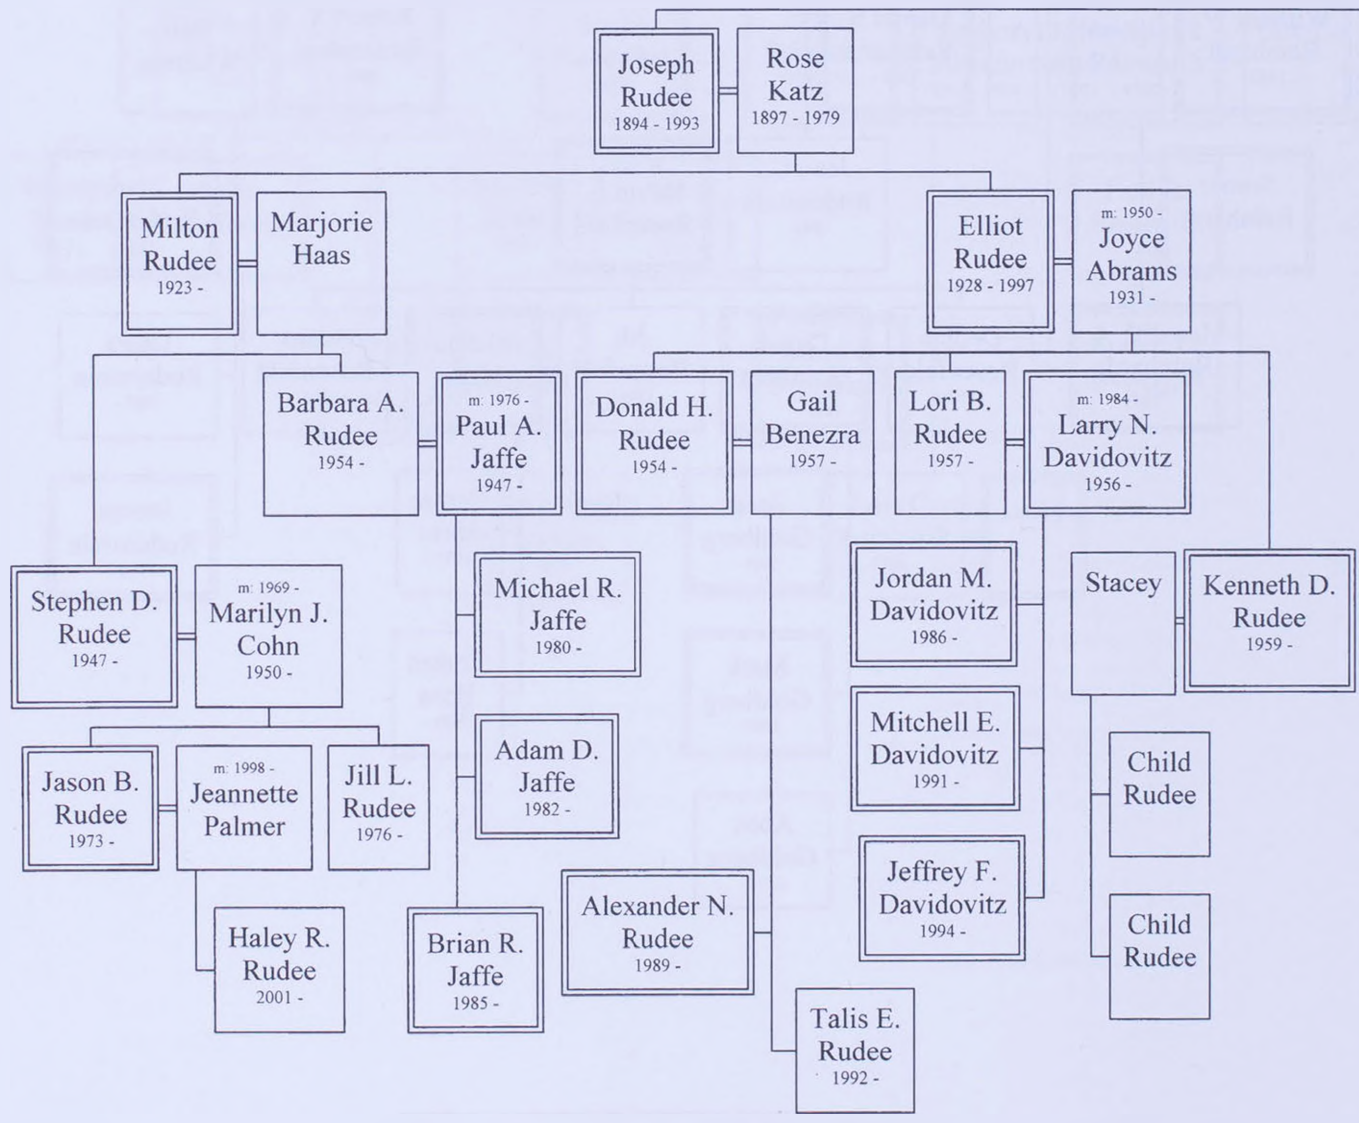 Joseph
Rudee
1894 - 1993
Rose
Katz
1897 - 1979
Milton
Rudee
1923 -
Marjorie
Haas
Elliot
Rudee
1928 - 1997
m: 1950 -
Joyce
Abrams
1931 -
Barbara A.
Rudee
1954 -
m: 1976 -
Paul A.
Jaffe
1947 -
Donald H.
Rudee
1954 -
Gail
Benezra
1957 -
Lori B.
Rudee
1957 -
m: 1984 -
Larry N.
Davidovitz
1956 -
Stephen D.
Rudee
1947 -
m: 1969 -
Marilyn J.
Cohn
1950 -
Michael R.
Jaffe
1980 -
Jordan M.
Davidovitz
1986 -
Stacey
Kenneth D.
Rudee
1959 -
Jason B.
Rudee
1973 -
m: 1998 -
Jeannette
Palmer
Jill L.
Rudee
1976 -
Adam D.
Jaffe
1982 -
Mitchell E.
Davidovitz
1991 -
Child
Rudee
Haley R.
Rudee
2001 -
Brian R.
Jaffe
1985 -
Alexander N.
Rudee
1989 -
Jeffrey F.
Davidovitz
1994 -
Child
Rudee
Talis E.
Rudee
1992 -